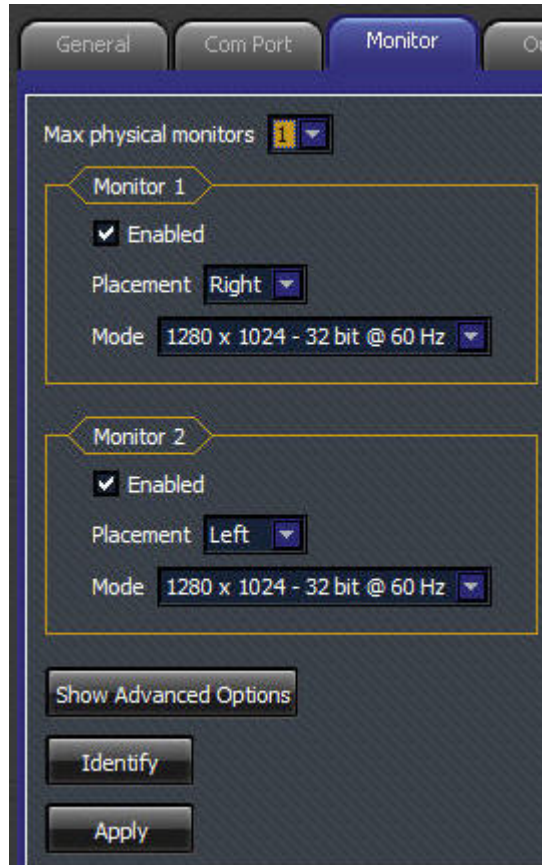 General Com Port Monitor
Max physical monitors 1
Monitor 1
Enabled
Placement Right
Mode 1280 x 1024 - 32 bit @ 60 Hz
Monitor 2
Enabled
Placement Left
Mode 1280 x 1024 - 32 bit @ 60 Hz
Show Advanced Options
Identify
Apply